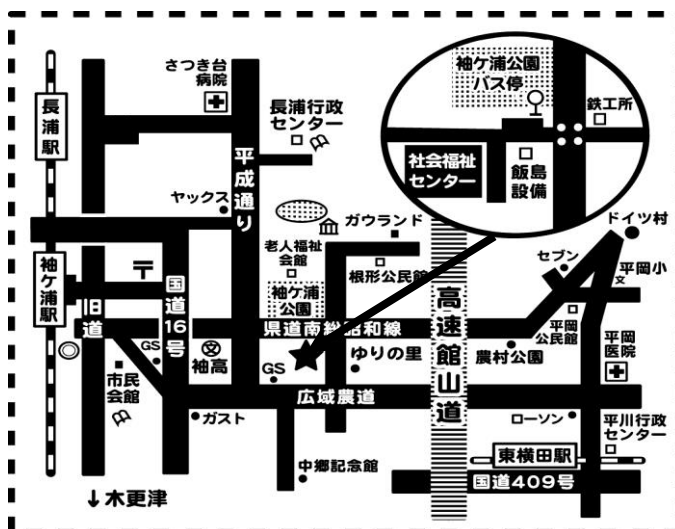 さつき台
病院
長浦駅
長浦行政
センター
平成通り
ヤックス
袖ケ浦公園
バス停
鉄工所
社会福祉
センター
飯島
設備
ガウランド
老人福祉
会館
根形公民館
袖ケ浦
公園
ドイツ村
セブン
平岡小
文
袖ケ浦駅
旧道
国道16号
県道南総昭和線
高速館山道
平岡
公民館
平岡
医院
GS
袖高
文
GS
ゆりの里
農村公園
市民
会館
広域農道
ガスト
ローソン
平川行政
センター
中郷記念館
東横田駅
国道409号
↓木更津